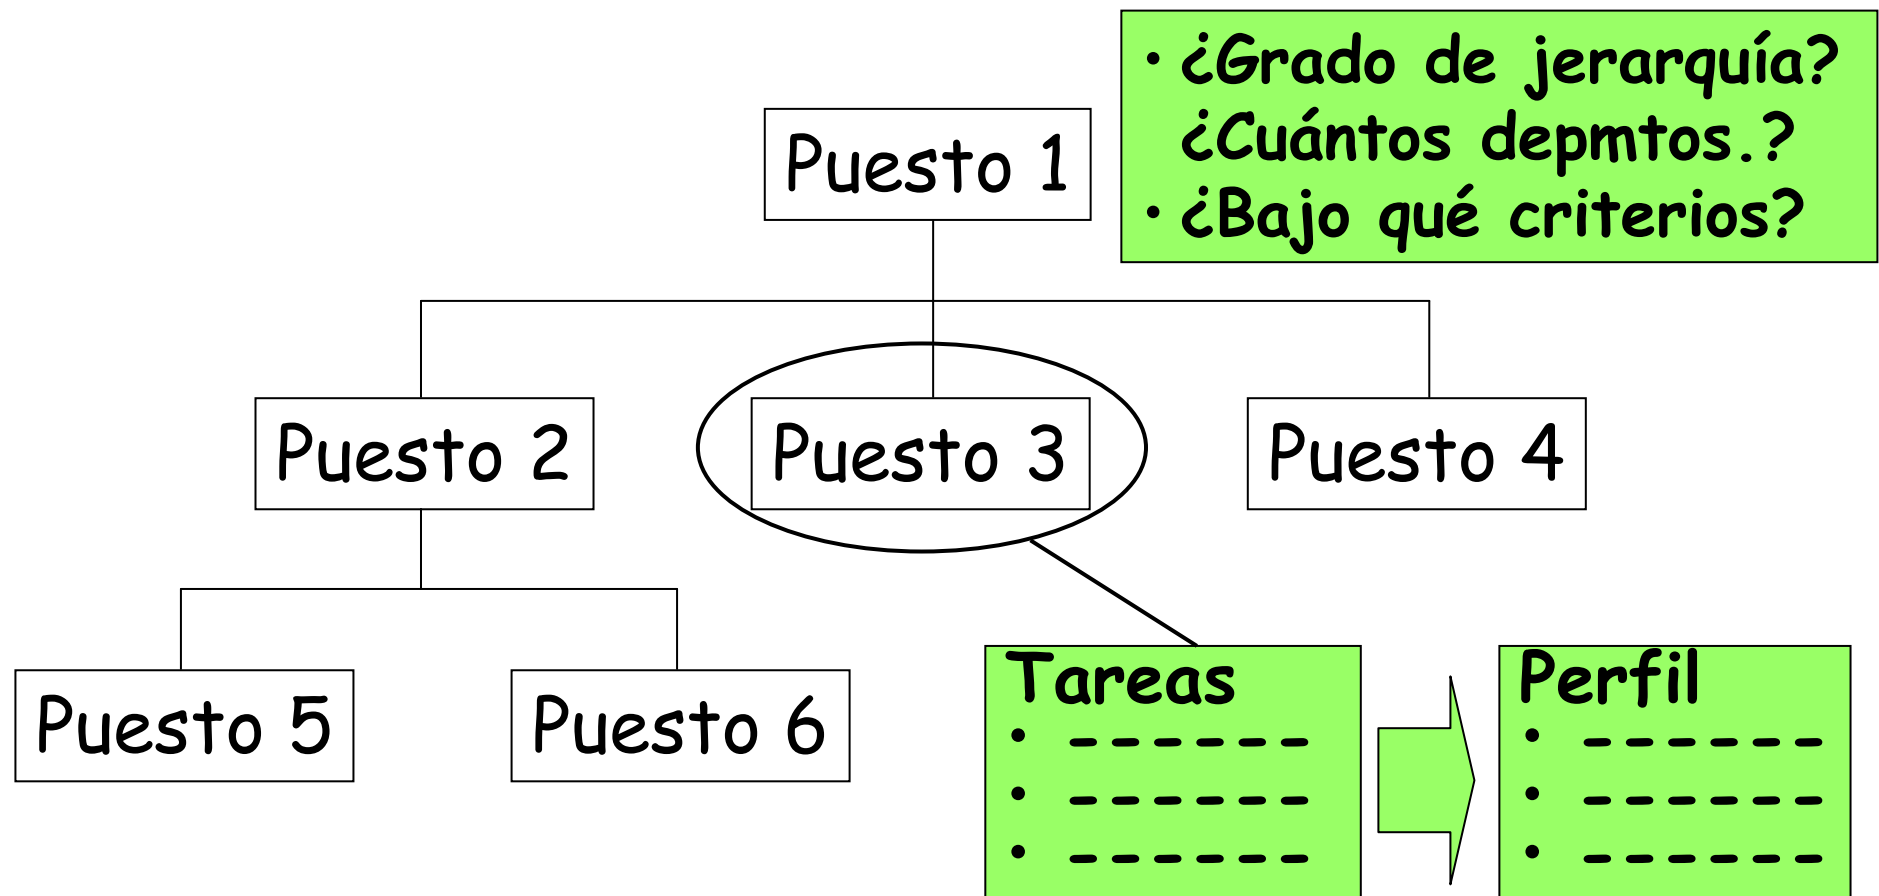 • ¿Grado de jerarquía?
¿Cuántos depmtos.?
• ¿Bajo qué criterios?
Puesto 1
Puesto 2
Puesto 3
Puesto 4
Puesto 5
Puesto 6
Tareas
• ------
• ------
• ------
Perfil
• ------
• ------
• ------